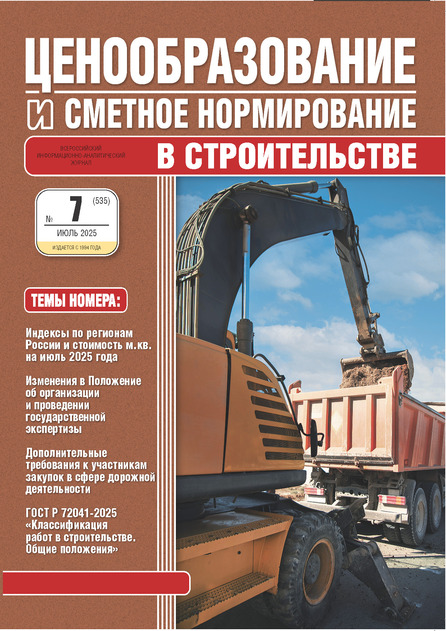 ЦЕНООБРАЗОВАНИЕ
и СМЕТНОЕ НОРМИРОВАНИЕ
В СТРОИТЕЛЬСТВЕ
ВСЕРОССИЙСКИЙ
ИНФОРМАЦИОННО-АНАЛИТИЧЕСКИЙ
ЖУРНАЛ
№ 7 (535)
ИЮЛЬ 2025
ИЗДАЕТСЯ С 1994 ГОДА
ТЕМЫ НОМЕРА:
Индексы по регионам
России и стоимость м.кв.
на июль 2025 года
Изменения в Положение
об организации
и проведении
государственной
экспертизы
Дополнительные
требования к участникам
закупок в сфере дорожной
деятельности
ГОСТ Р 72041-2025
«Классификация
работ в строительстве.
Общие положения»